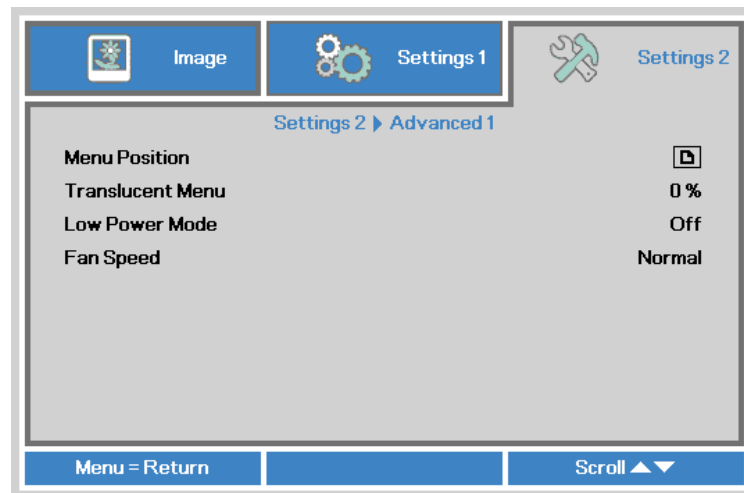 Image
Settings 1
Settings 2
Settings 2 ▶ Advanced 1
Menu Position
Translucent Menu 0 %
Low Power Mode Off
Fan Speed Normal
Menu = Return Scroll ▲▼